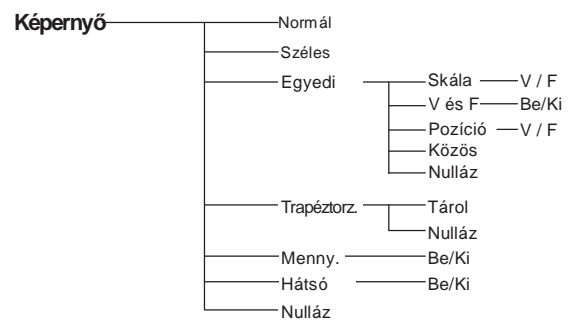 Képernyő Normál
Széles
Egyedi Skála V / F
V és F Be/Ki
Pozíció V / F
Közös
Nulláz
Trapéztorz. Tárol
Nulláz
Menny. Be/Ki
Hátsó Be/Ki
Nulláz